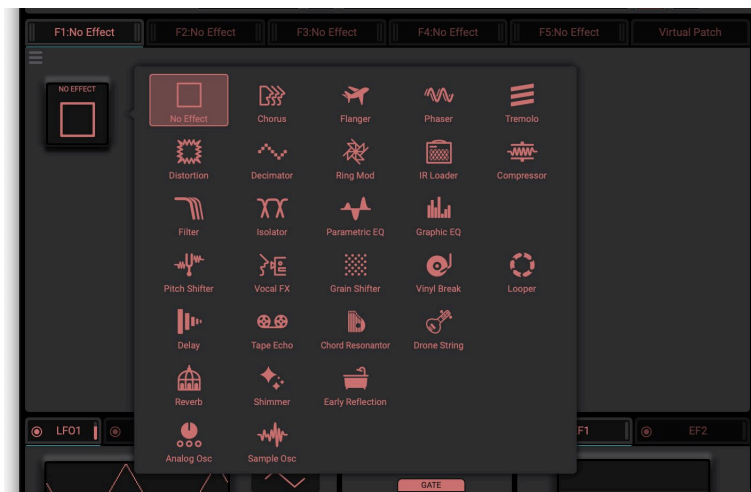 F1:No Effect
F2:No Effect
F3:No Effect
F4:No Effect
F5:No Effect
Virtual Patch
NO EFFECT
No Effect
Chorus
Flanger
Phaser
Tremolo
Distortion
Decimator
Ring Mod
IR Loader
Compressor
Filter
Isolator
Parametric EQ
Graphic EQ
Pitch Shifter
Vocal FX
Grain Shifter
Vinyl Break
Looper
Delay
Tape Echo
Chord Resonantor
Drone String
Reverb
Shimmer
Early Reflection
LFO1
F1
EF2
Analog Osc
Sample Osc
GATE